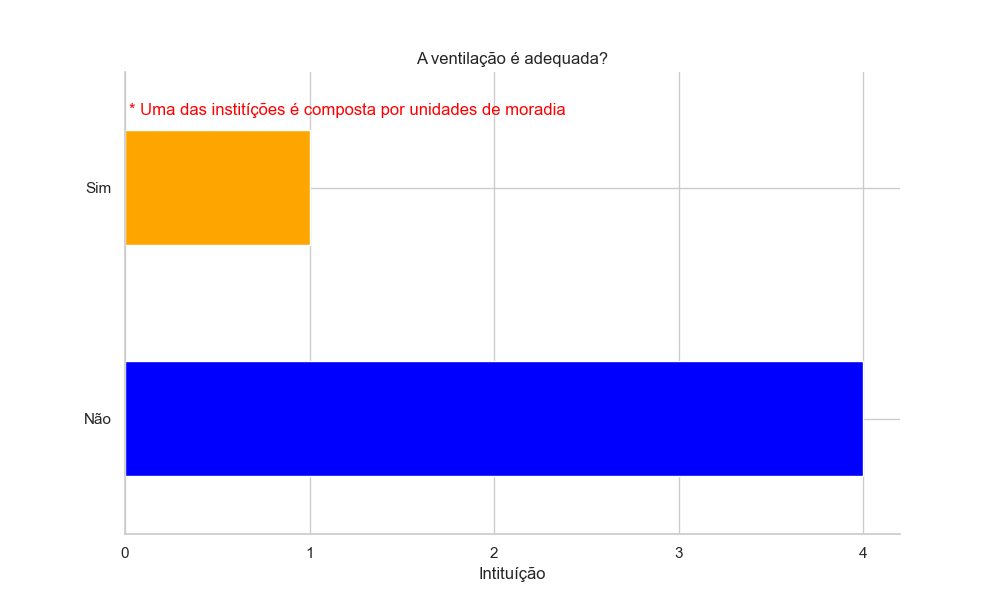 A ventilação é adequada?
* Uma das institíções é composta por unidades de moradia
Sim
Não
0 1 2 3 4
Intituíção